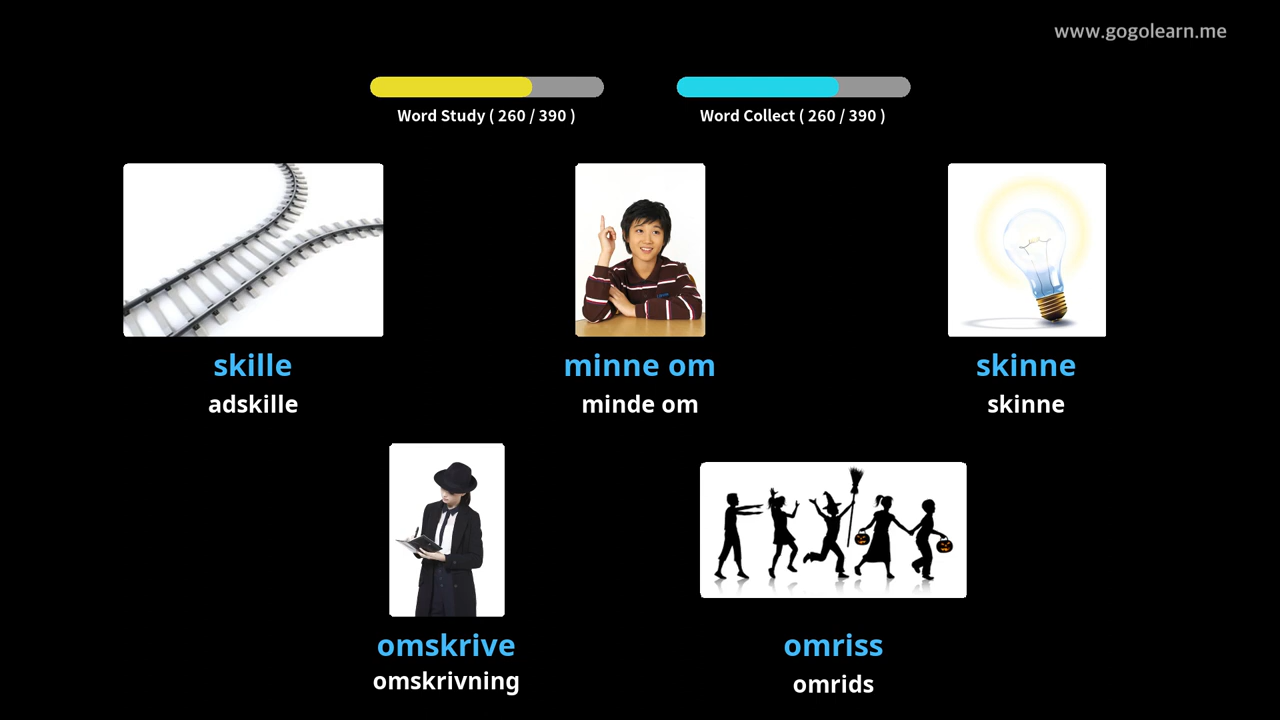 www.gogolearn.me
Word Study ( 260 / 390 )
Word Collect ( 260 / 390 )
skille
adskille
minne om
minde om
skinne
skinne
omskrive
omskrivning
omriss
omrids